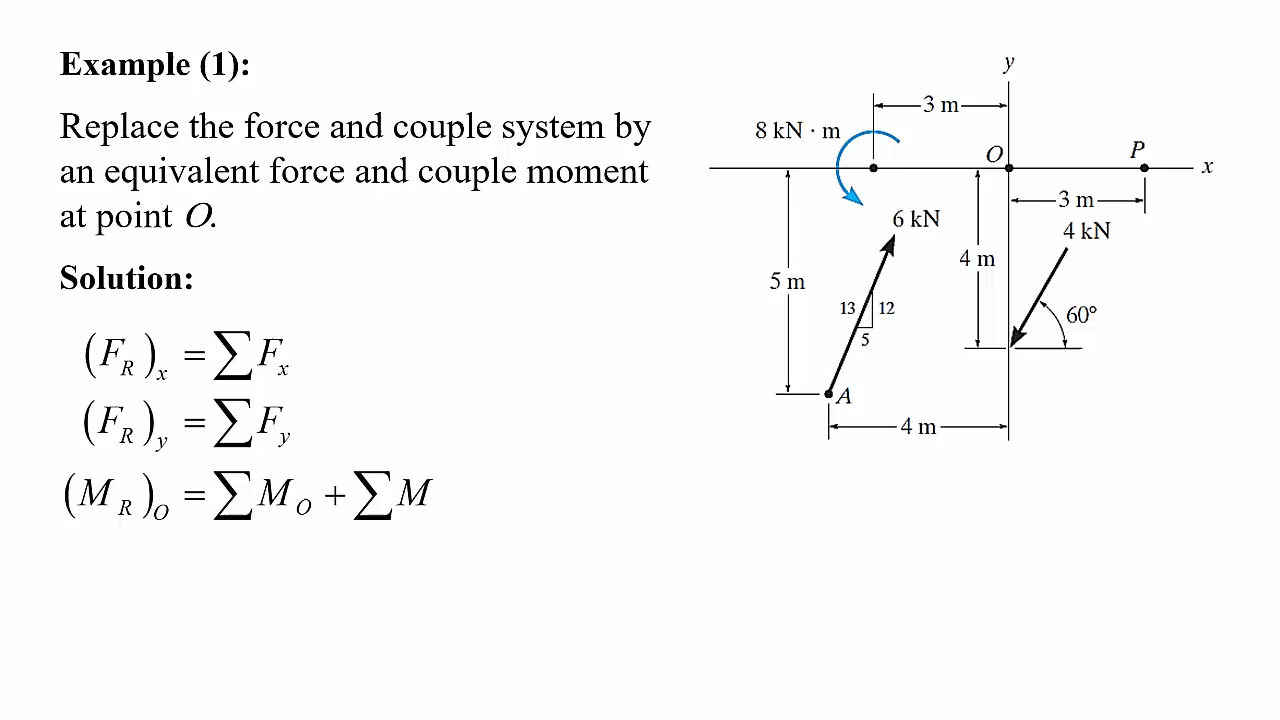 Example (1):
Replace the force and couple system by
an equivalent force and couple moment
at point O.
Solution:
(F_R)_x = ∑F_x
(F_R)_y = ∑F_y
(M_R)_O = ∑M_O + ∑M
y
3 m
8 kN · m
O
P
x
3 m
6 kN
4 kN
4 m
5 m
13
12
5
60°
A
4 m